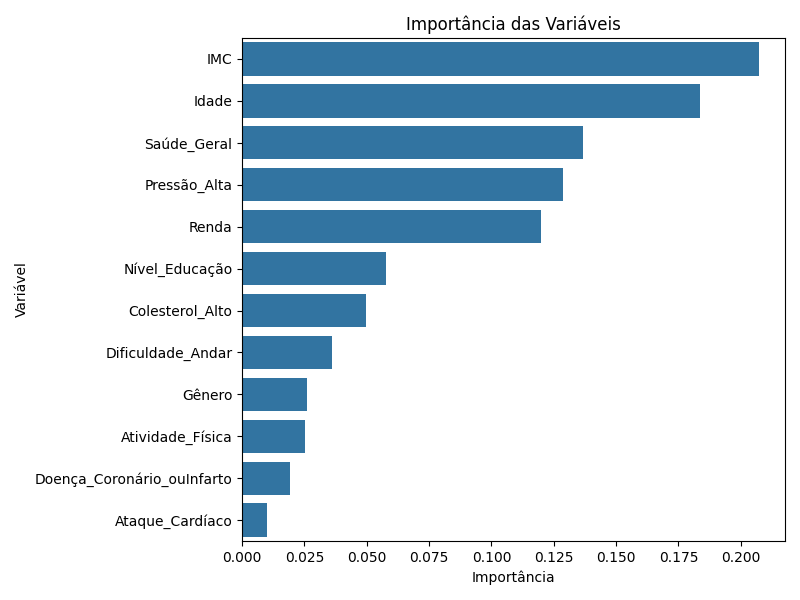 Importância das Variáveis
Variável
IMC
Idade
Saúde_Geral
Pressão_Alta
Renda
Nível_Educação
Colesterol_Alto
Dificuldade_Andar
Gênero
Atividade_Física
Doença_Coronário_ouInfarto
Ataque_Cardíaco
0.000 0.025 0.050 0.075 0.100 0.125 0.150 0.175 0.200
Importância